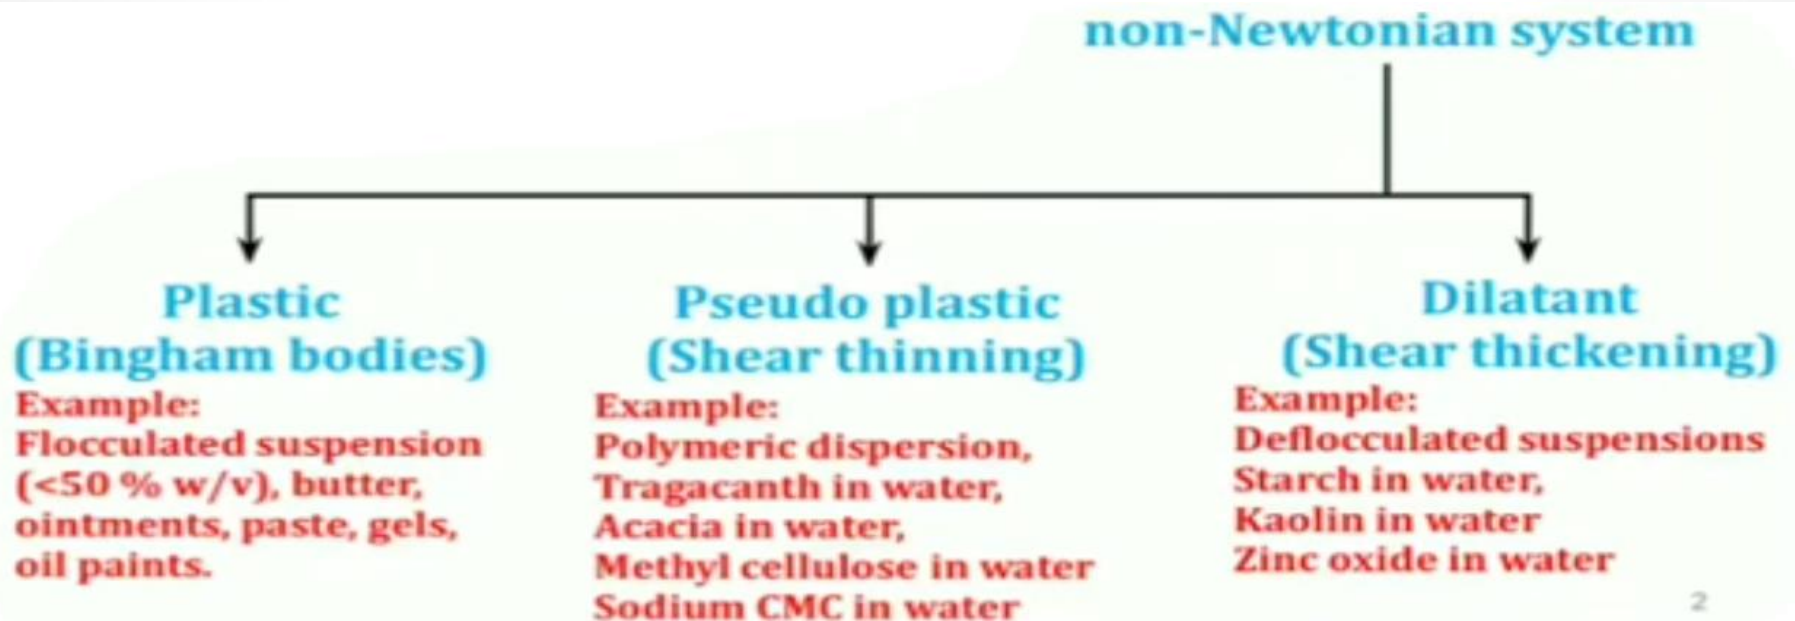 non-Newtonian system
Plastic
(Bingham bodies)
Example:
Flocculated suspension
(<50 % w/v), butter,
ointments, paste, gels,
oil paints.
Pseudo plastic
(Shear thinning)
Example:
Polymeric dispersion,
Tragacanth in water,
Acacia in water,
Methyl cellulose in water
Sodium CMC in water
Dilatant
(Shear thickening)
Example:
Deflocculated suspensions
Starch in water,
Kaolin in water
Zinc oxide in water
2